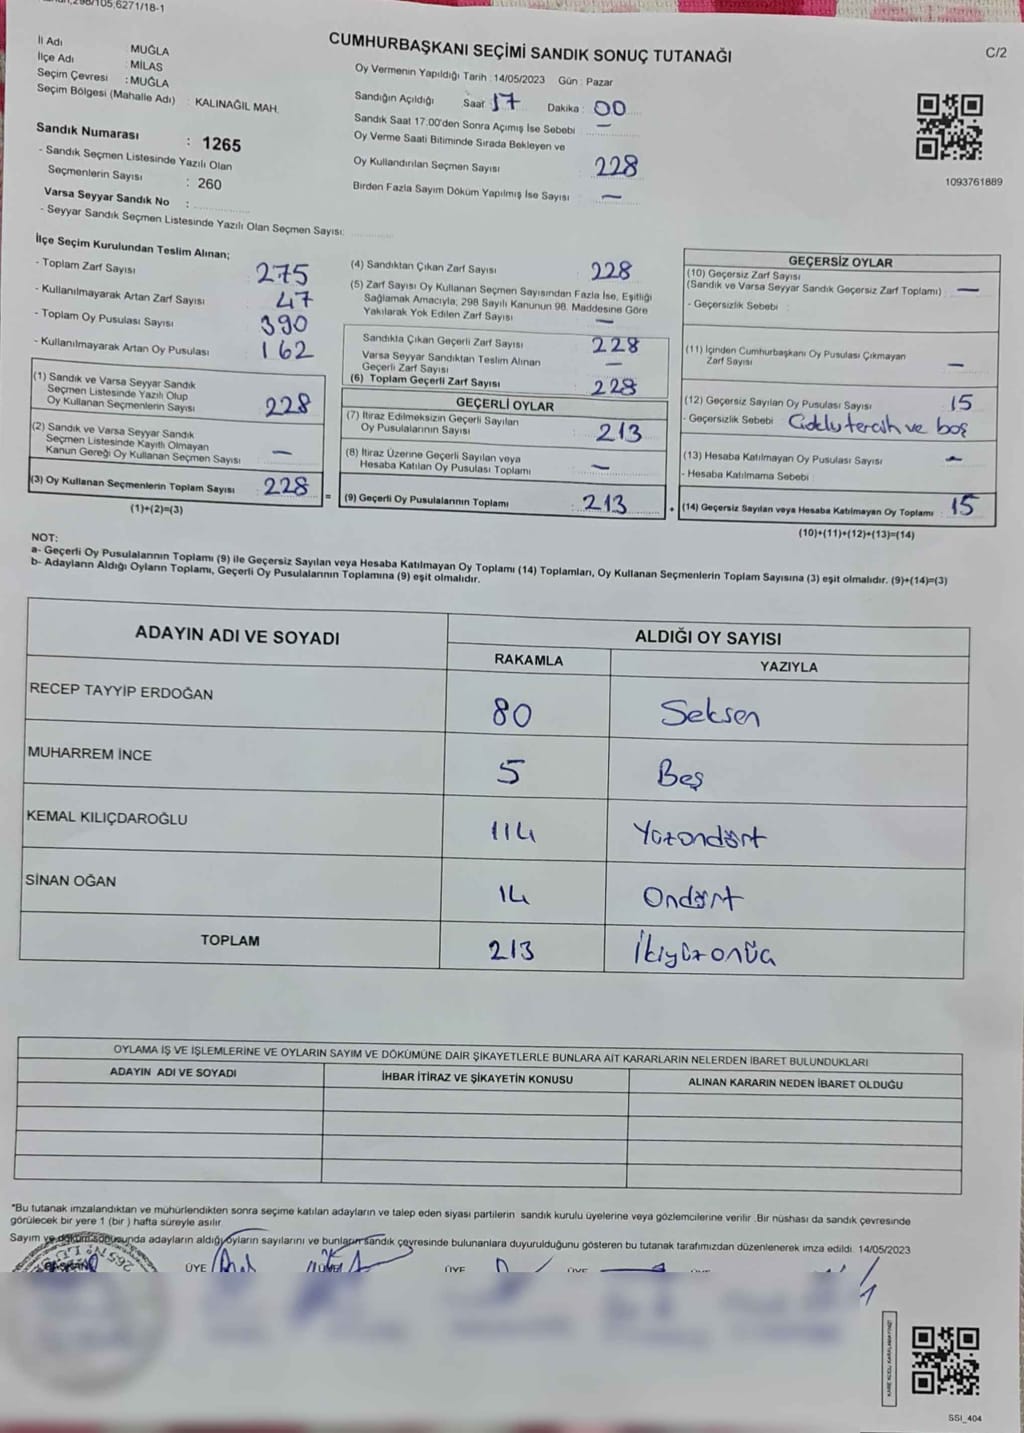 298/105,6271/18-1
CUMHURBAŞKANI SEÇİMİ SANDIK SONUÇ TUTANAĞI
C/2
İl Adı : MUĞLA
İlçe Adı : MİLAS
Seçim Çevresi : MUĞLA
Seçim Bölgesi (Mahalle Adı) : KALINAĞIL MAH.
Sandık Numarası : 1265
- Sandık Seçmen Listesinde Yazılı Olan
Seçmenlerin Sayısı : 260
Varsa Seyyar Sandık No :
- Seyyar Sandık Seçmen Listesinde Yazılı Olan Seçmen Sayısı:
Oy Vermenin Yapıldığı Tarih : 14/05/2023 Gün : Pazar
Sandığın Açıldığı Saat : 17 Dakika : 00
Sandık Saat 17.00'den Sonra Açımış İse Sebebi —
Oy Verme Saati Bitiminde Sırada Bekleyen ve
Oy Kullandırılan Seçmen Sayısı 228
Birden Fazla Sayım Döküm Yapılmış İse Sayısı —
1093761889
İlçe Seçim Kurulundan Teslim Alınan;
- Toplam Zarf Sayısı 275
- Kullanılmayarak Artan Zarf Sayısı 47
- Toplam Oy Pusulası Sayısı 390
- Kullanılmayarak Artan Oy Pusulası 162
(1) Sandık ve Varsa Seyyar Sandık
Seçmen Listesinde Yazılı Olup
Oy Kullanan Seçmenlerin Sayısı 228
(2) Sandık ve Varsa Seyyar Sandık
Seçmen Listesinde Kayıtlı Olmayan
Kanun Gereği Oy Kullanan Seçmen Sayısı —
(3) Oy Kullanan Seçmenlerin Toplam Sayısı 228
(1)+(2)=(3)
(4) Sandıktan Çıkan Zarf Sayısı 228
(5) Zarf Sayısı Oy Kullanan Seçmen Sayısından Fazla İse, Eşitliği
Sağlamak Amacıyla; 298 Sayılı Kanunun 98. Maddesine Göre
Yakılarak Yok Edilen Zarf Sayısı —
Sandıkta Çıkan Geçerli Zarf Sayısı 228
Varsa Seyyar Sandıktan Teslim Alınan
Geçerli Zarf Sayısı —
(6) Toplam Geçerli Zarf Sayısı 228
GEÇERLİ OYLAR
(7) İtiraz Edilmeksizin Geçerli Sayılan
Oy Pusulalarının Sayısı 213
(8) İtiraz Üzerine Geçerli Sayılan veya
Hesaba Katılan Oy Pusulası Toplamı —
= (9) Geçerli Oy Pusulalarının Toplamı 213
GEÇERSİZ OYLAR
(10) Geçersiz Zarf Sayısı
(Sandık ve Varsa Seyyar Sandık Geçersiz Zarf Toplamı) : —
- Geçersizlik Sebebi :
(11) İçinden Cumhurbaşkanı Oy Pusulası Çıkmayan
Zarf Sayısı —
(12) Geçersiz Sayılan Oy Pusulası Sayısı 15
- Geçersizlik Sebebi Çoklu tercih ve boş
(13) Hesaba Katılmayan Oy Pusulası Sayısı —
- Hesaba Katılmama Sebebi :
+ (14) Geçersiz Sayılan veya Hesaba Katılmayan Oy Toplamı : 15
(10)+(11)+(12)+(13)=(14)
NOT:
a- Geçerli Oy Pusulalarının Toplamı (9) ile Geçersiz Sayılan veya Hesaba Katılmayan Oy Toplamı (14) Toplamları, Oy Kullanan Seçmenlerin Toplam Sayısına (3) eşit olmalıdır. (9)+(14)=(3)
b- Adayların Aldığı Oyların Toplamı, Geçerli Oy Pusulalarının Toplamına (9) eşit olmalıdır.
ADAYIN ADI VE SOYADI ALDIĞI OY SAYISI
RAKAMLA YAZIYLA
RECEP TAYYİP ERDOĞAN 80 Seksen
MUHARREM İNCE 5 Beş
KEMAL KILIÇDAROĞLU 114 Yüzondört
SİNAN OĞAN 14 Ondört
TOPLAM 213 İkiyüzonüç
OYLAMA İŞ VE İŞLEMLERİNE VE OYLARIN SAYIM VE DÖKÜMÜNE DAİR ŞİKAYETLERLE BUNLARA AİT KARARLARIN NELERDEN İBARET BULUNDUKLARI
ADAYIN ADI VE SOYADI İHBAR İTİRAZ VE ŞİKAYETİN KONUSU ALINAN KARARIN NEDEN İBARET OLDUĞU
*Bu tutanak imzalandıktan ve mühürlendikten sonra seçime katılan adayların ve talep eden siyasi partilerin sandık kurulu üyelerine veya gözlemcilerine verilir. Bir nüshası da sandık çevresinde
görülecek bir yere 1 (bir ) hafta süreyle asılır.
Sayım ve döküm sonusunda adayların aldığı oyların sayılarını ve bunların sandık çevresinde bulunanlara duyurulduğunu gösteren bu tutanak tarafımızdan düzenlenerek imza edildi. 14/05/2023
BAŞKAN ÜYE ÜYE ÜYE
SSI_404